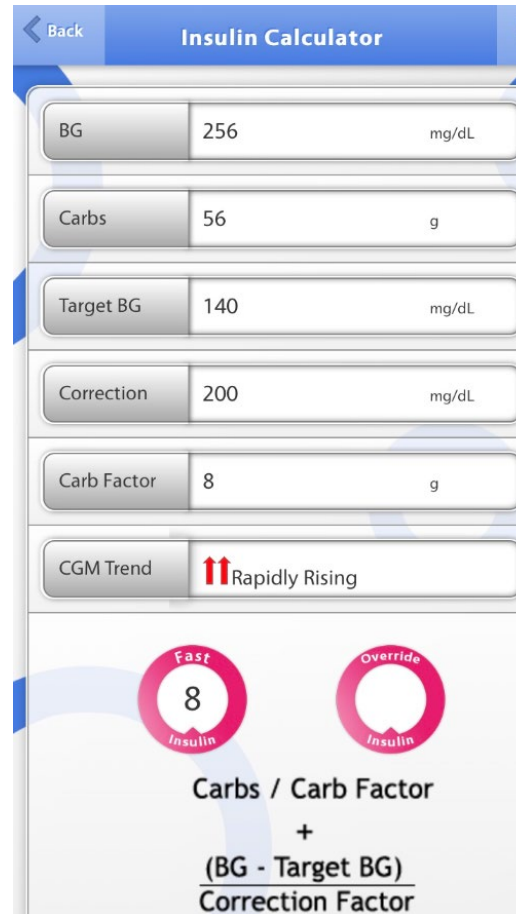 Back
Insulin Calculator
BG 256 mg/dL
Carbs 56 g
Target BG 140 mg/dL
Correction 200 mg/dL
Carb Factor 8 g
CGM Trend Rapidly Rising
Fast 8 Insulin
Override Insulin
Carbs / Carb Factor
+
(BG - Target BG)
Correction Factor